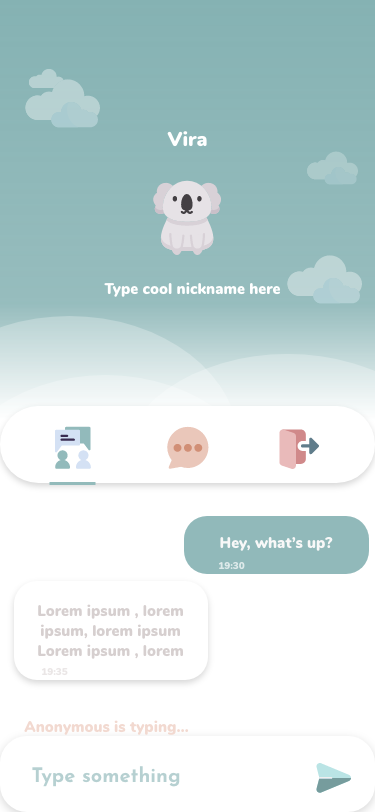 Vira
Type cool nickname here
Hey, what's up?
19:30
Lorem ipsum , lorem
ipsum, lorem ipsum
Lorem ipsum , lorem
19:35
Anonymous is typing...
Type something